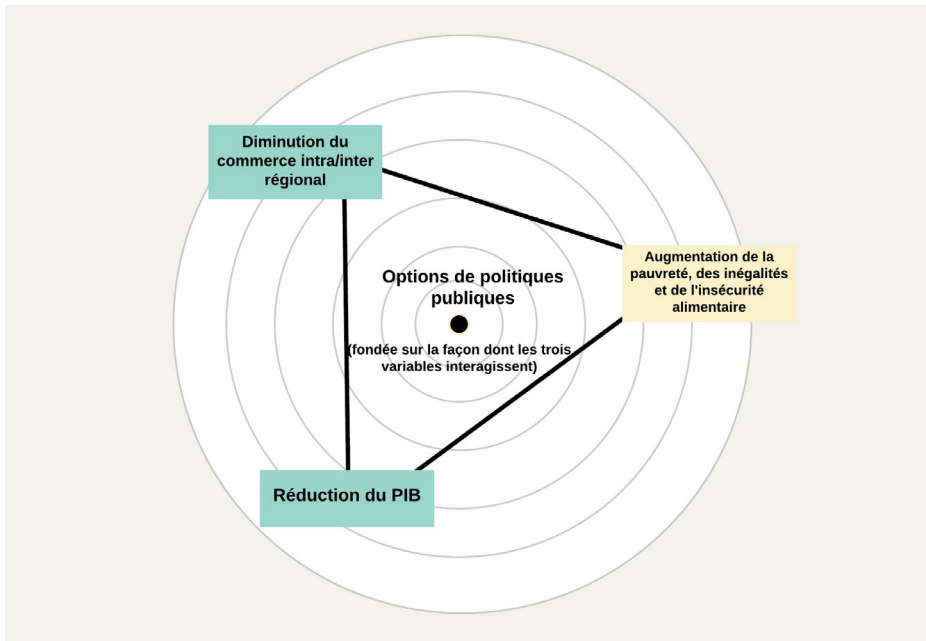 Diminution du
commerce intra/inter
régional
Augmentation de la
pauvreté, des inégalités
et de l'insécurité
alimentaire
Options de politiques
publiques
(fondée sur la façon dont les trois
variables interagissent)
Réduction du PIB